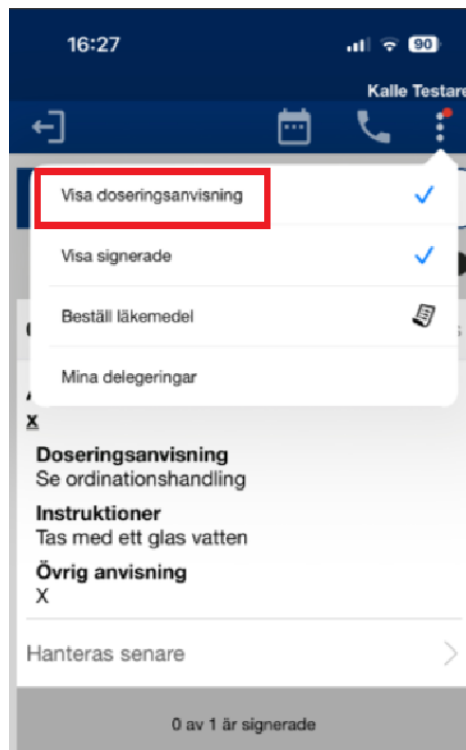 16:27
90
Kalle Testare
Visa doseringsanvisning
Visa signerade
Beställ läkemedel
Mina delegeringar
X
Doseringsanvisning
Se ordinationshandling
Instruktioner
Tas med ett glas vatten
Övrig anvisning
X
Hanteras senare
0 av 1 är signerade